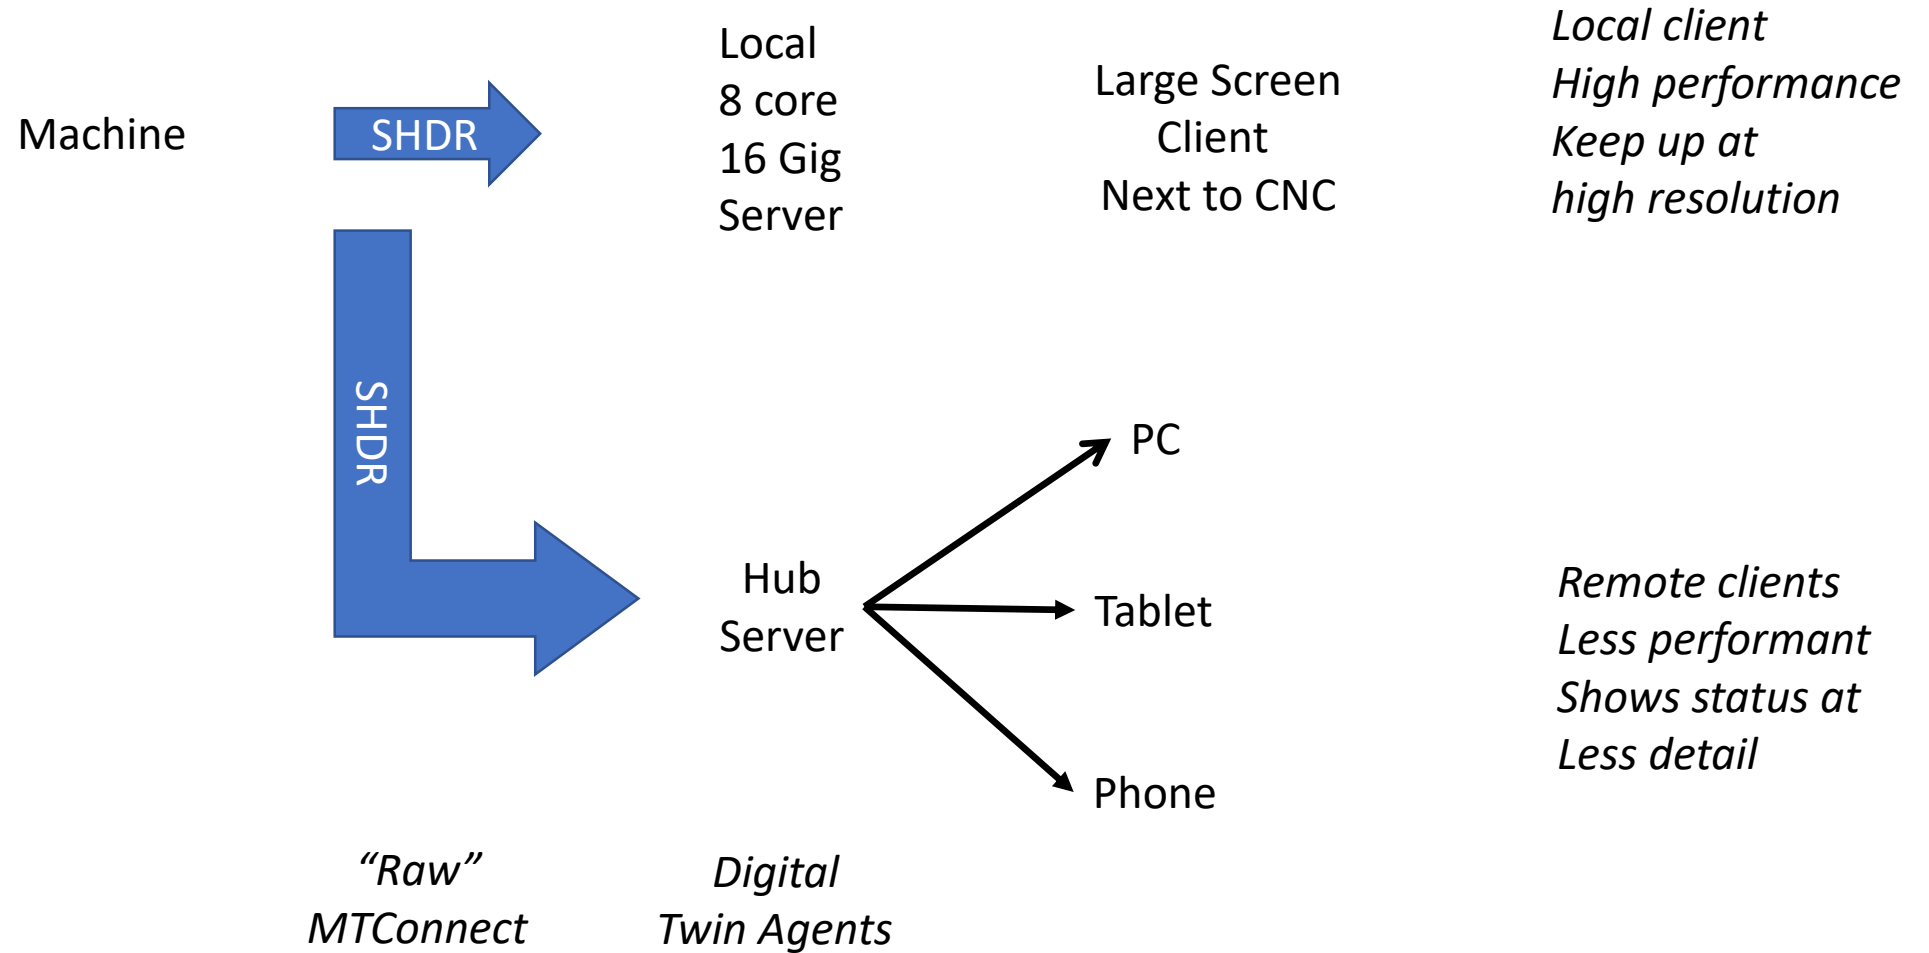 Machine
SHDR
Local
8 core
16 Gig
Server
Large Screen
Client
Next to CNC
Local client
High performance
Keep up at
high resolution
SHDR
Hub
Server
PC
Tablet
Phone
Remote clients
Less performant
Shows status at
Less detail
“Raw”
MTConnect
Digital
Twin Agents